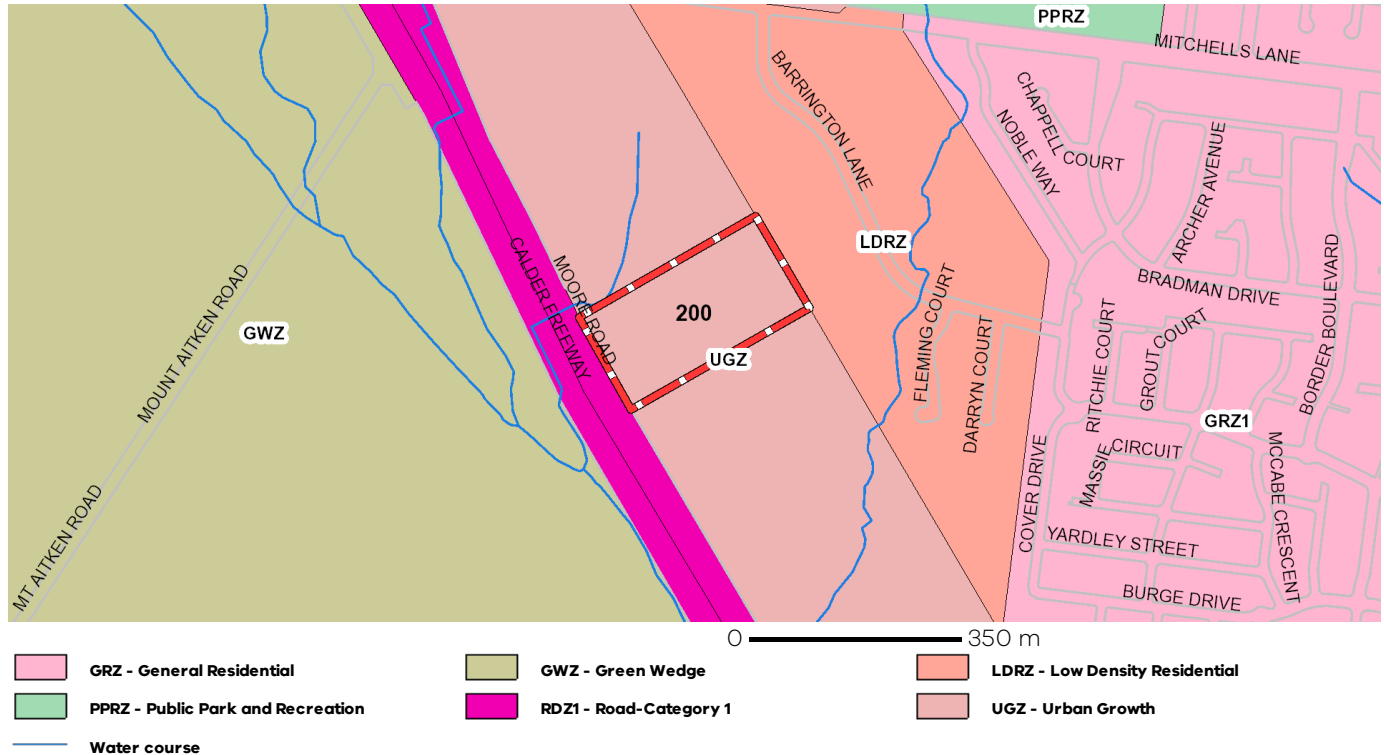 PPRZ
MITCHELLS LANE
BARRINGTON LANE
CHAPPELL
COURT
NOBLE WAY
ARCHER AVENUE
LDRZ
BRADMAN DRIVE
BORDER BOULEVARD
CALDER FREEWAY
MOORE ROAD
200
UGZ
GWZ
MOUNT AITKEN ROAD
MT AITKEN ROAD
FLEMING COURT
DARRYN COURT
RITCHIE COURT
GROUT COURT
GRZ1
MASSIE
CIRCUIT
MCCABE CRESCENT
COVER DRIVE
YARDLEY STREET
BURGE DRIVE
0 350 m
GRZ - General Residential
GWZ - Green Wedge
LDRZ - Low Density Residential
PPRZ - Public Park and Recreation
RDZ1 - Road-Category 1
UGZ - Urban Growth
Water course